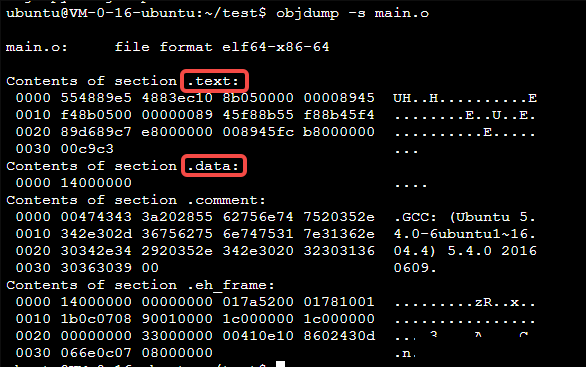 ubuntu@VM-0-16-ubuntu:~/test$ objdump -s main.o
main.o:     file format elf64-x86-64
Contents of section .text:
 0000 554889e5 4883ec10 8b050000 00008945  UH..H..........E
 0010 f48b0500 00000089 45f88b55 f88b45f4  ........E..U..E.
 0020 89d689c7 e8000000 008945fc b8000000  ..........E.....
 0030 00c9c3                               ...
Contents of section .data:
 0000 14000000                             ....
Contents of section .comment:
 0000 00474343 3a202855 62756e74 7520352e  .GCC: (Ubuntu 5.
 0010 342e302d 36756275 6e747531 7e31362e  4.0-6ubuntu1~16.
 0020 30342e34 2920352e 342e3020 32303136  04.4) 5.4.0 2016
 0030 30363039 00                          0609.
Contents of section .eh_frame:
 0000 14000000 00000000 017a5200 01781001  .........zR..x..
 0010 1b0c0708 90010000 1c000000 1c000000  ................
 0020 00000000 33000000 00410e10 8602430d  ....3....A....C.
 0030 066e0c07 08000000                    .n.